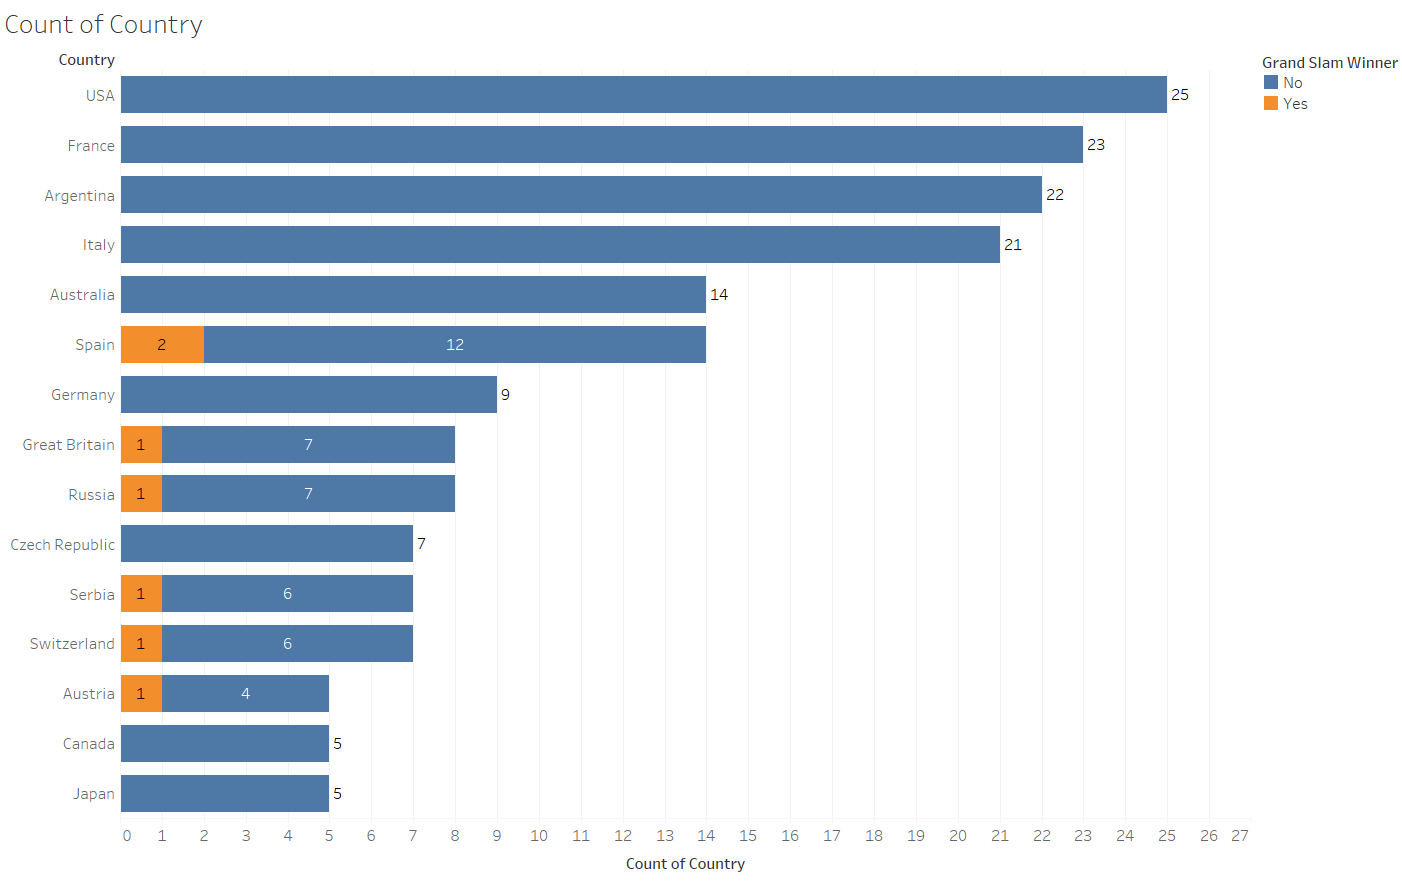 Count of Country
Country
Grand Slam Winner
No
Yes
USA 25
France 23
Argentina 22
Italy 21
Australia 14
Spain 2 12
Germany 9
Great Britain 1 7
Russia 1 7
Czech Republic 7
Serbia 1 6
Switzerland 1 6
Austria 1 4
Canada 5
Japan 5
0 1 2 3 4 5 6 7 8 9 10 11 12 13 14 15 16 17 18 19 20 21 22 23 24 25 26 27
Count of Country